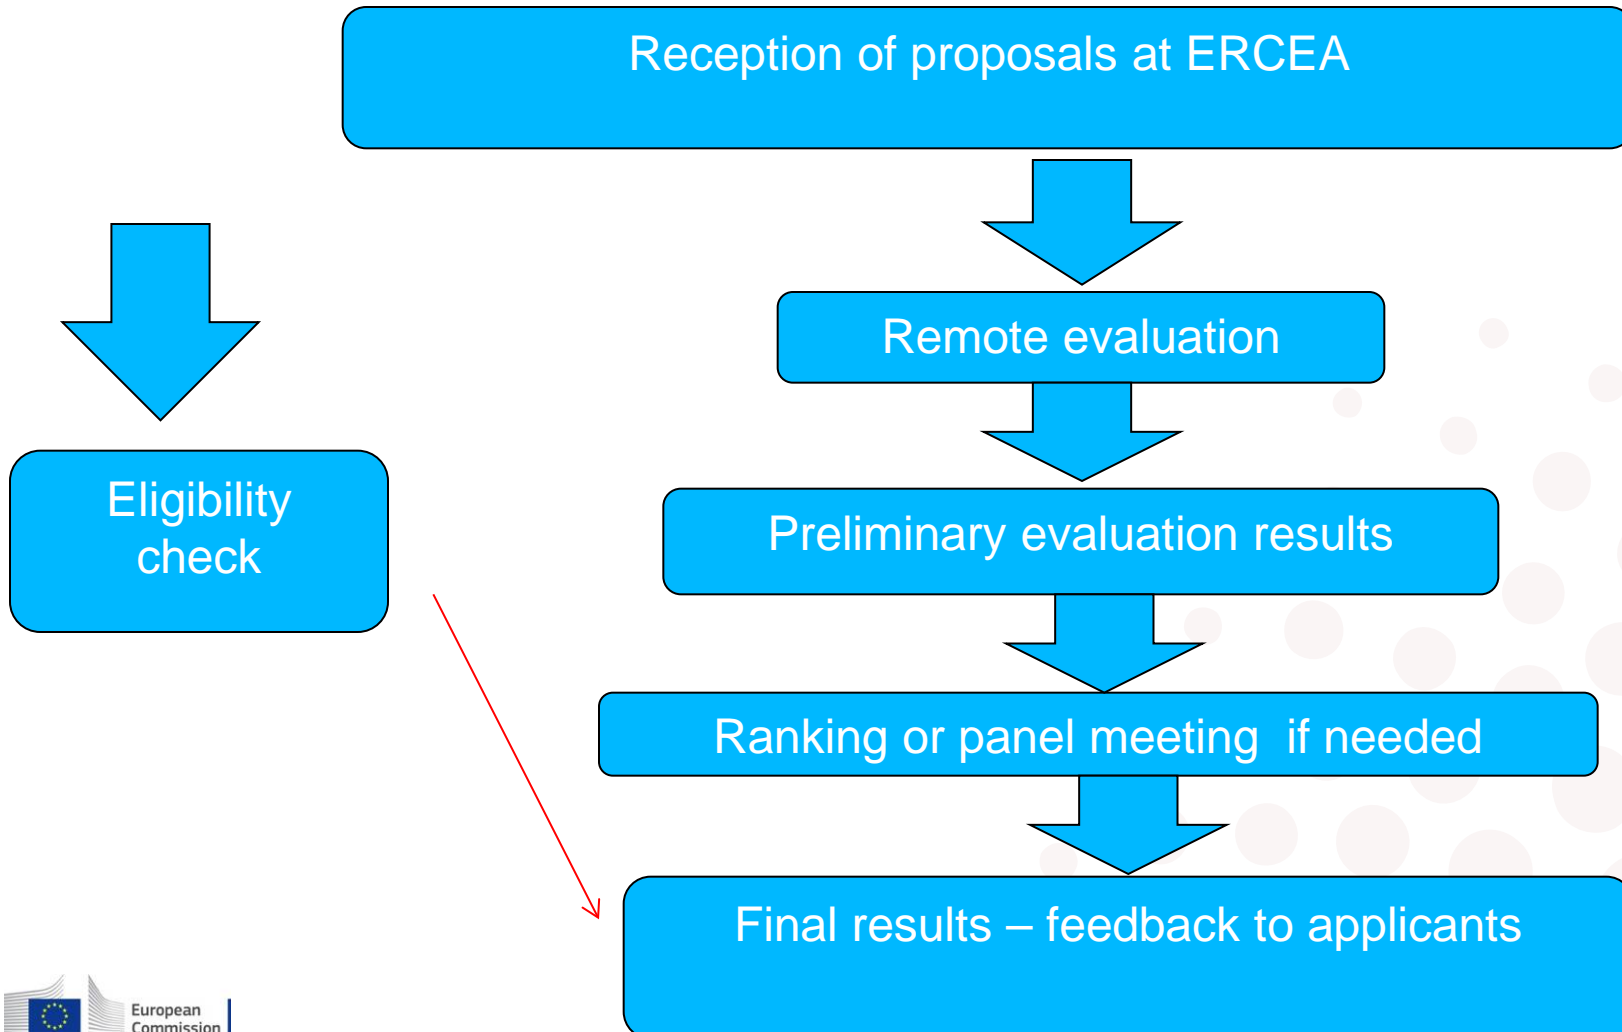 Reception of proposals at ERCEA
Remote evaluation
Eligibility
check
Preliminary evaluation results
Ranking or panel meeting  if needed
Final results – feedback to applicants
European
Commission